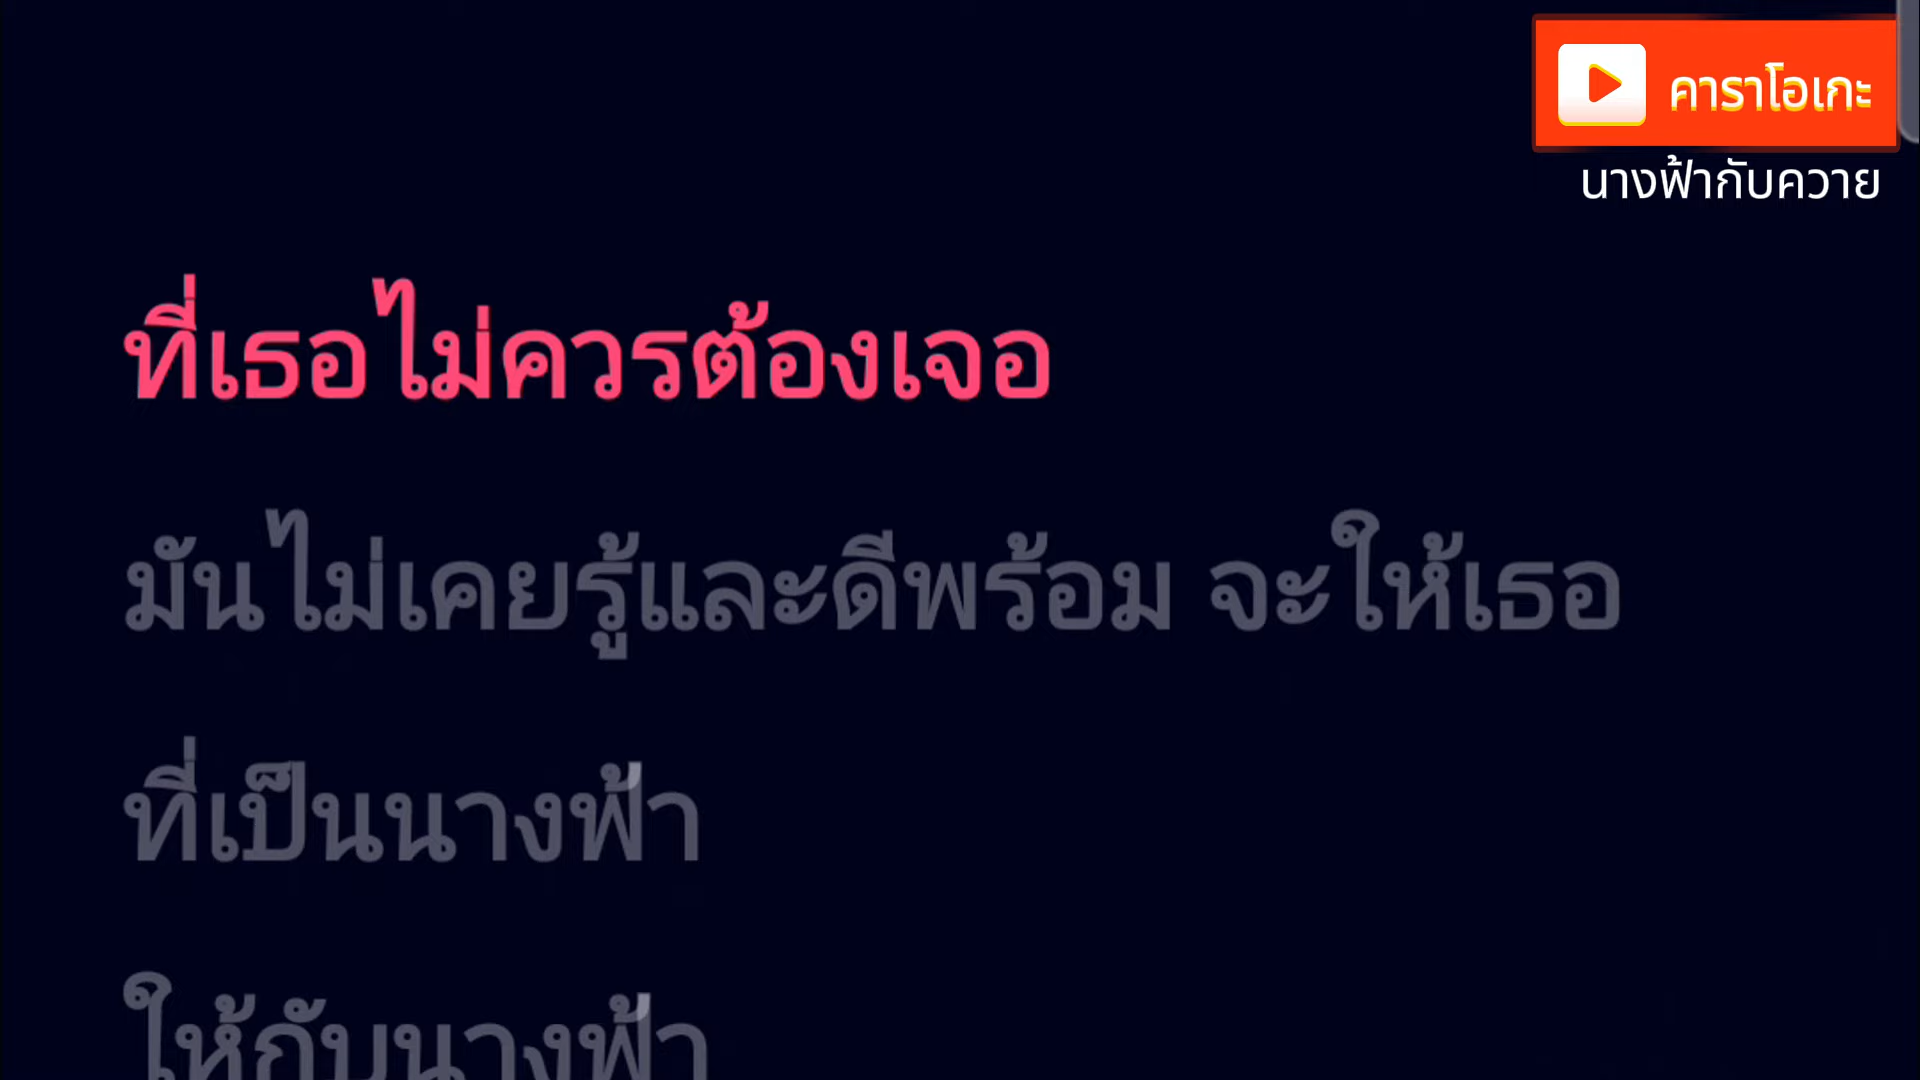 คาราโอเกะ
นางฟ้ากับควาย
ที่เธอไม่ควรต้องเจอ
มันไม่เคยรู้และดีพร้อม จะให้เธอ
ที่เป็นนางฟ้า
ให้กับนางฟ้า